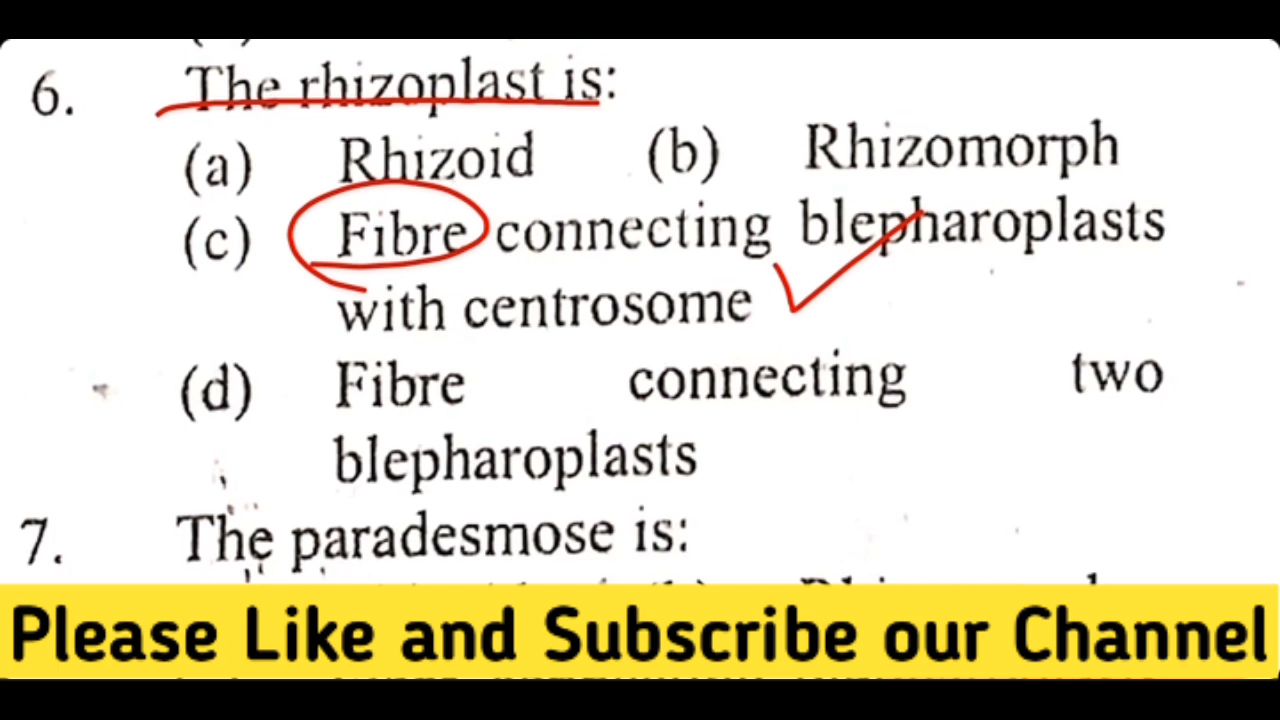 6. The rhizoplast is:
(a) Rhizoid (b) Rhizomorph
(c) Fibre connecting blepharoplasts
with centrosome
(d) Fibre connecting two
blepharoplasts
7. The paradesmose is:
Please Like and Subscribe our Channel